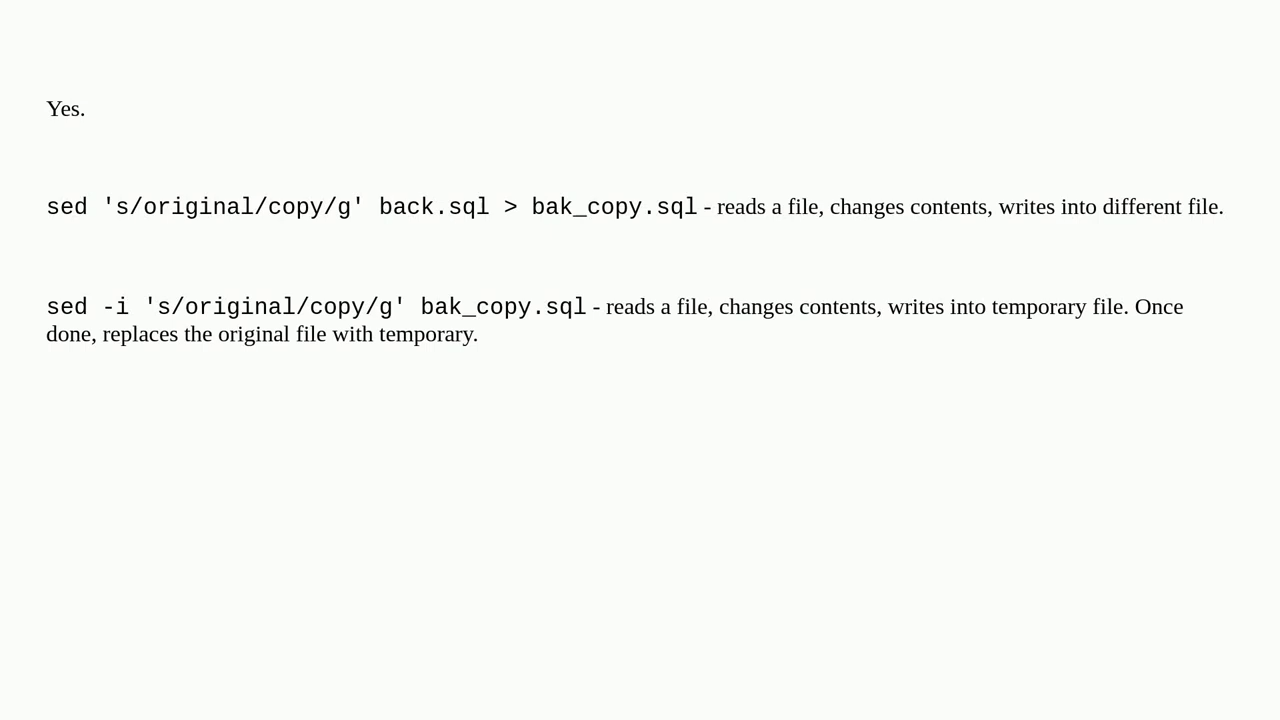 Yes.
sed 's/original/copy/g' back.sql > bak_copy.sql - reads a file, changes contents, writes into different file.
sed -i 's/original/copy/g' bak_copy.sql - reads a file, changes contents, writes into temporary file. Once
done, replaces the original file with temporary.